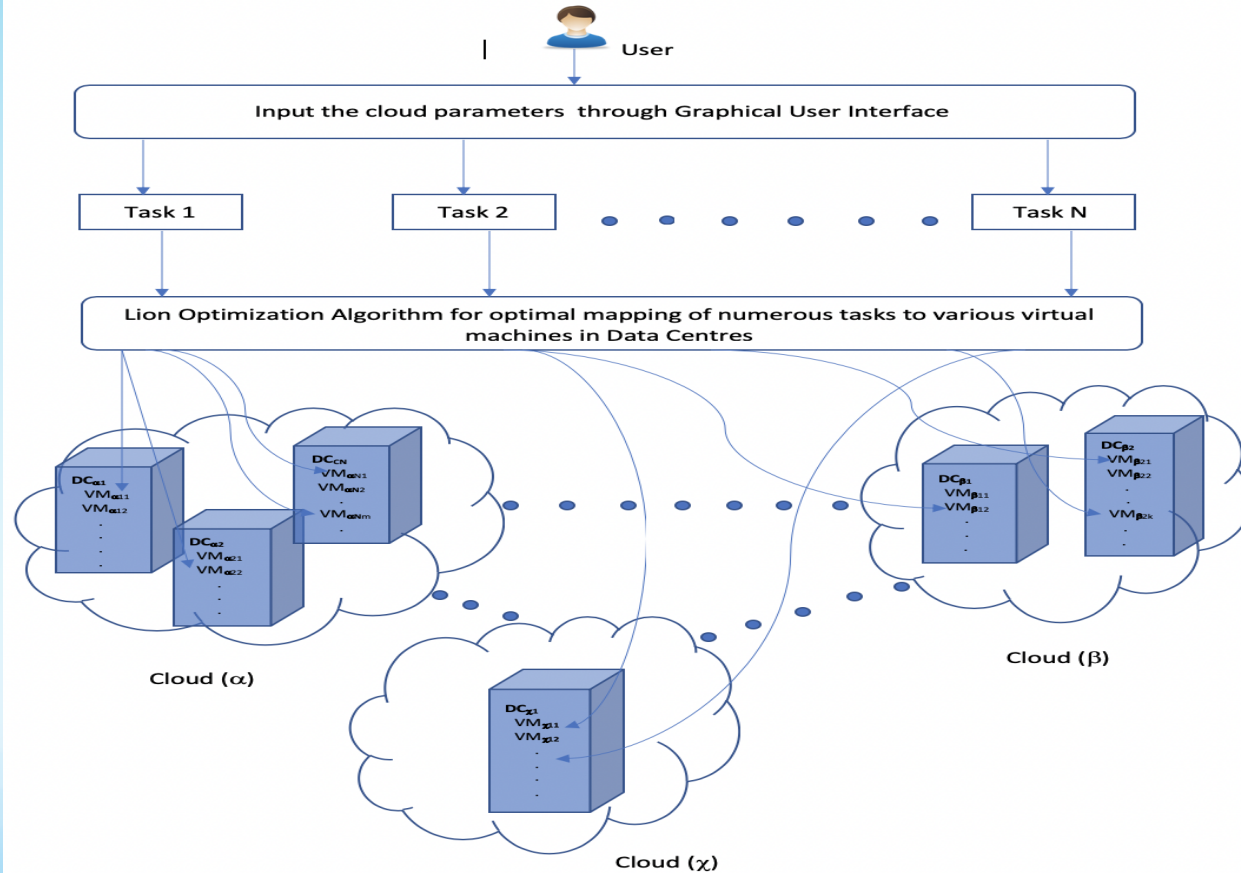 |
User
Input the cloud parameters through Graphical User Interface
Task 1
Task 2
Task N
Lion Optimization Algorithm for optimal mapping of numerous tasks to various virtual
machines in Data Centres
DCα1
VMα11
VMα12
.
.
.
.
DCα2
VMα21
VMα22
.
.
.
DCCN
VMαN1
VMαN2
.
VMαNm
.
Cloud (α)
DCβ1
VMβ11
VMβ12
.
.
.
DCβ2
VMβ21
VMβ22
.
VMβ2k
.
.
Cloud (β)
DCχ1
VMχ11
VMχ12
.
.
.
.
Cloud (χ)